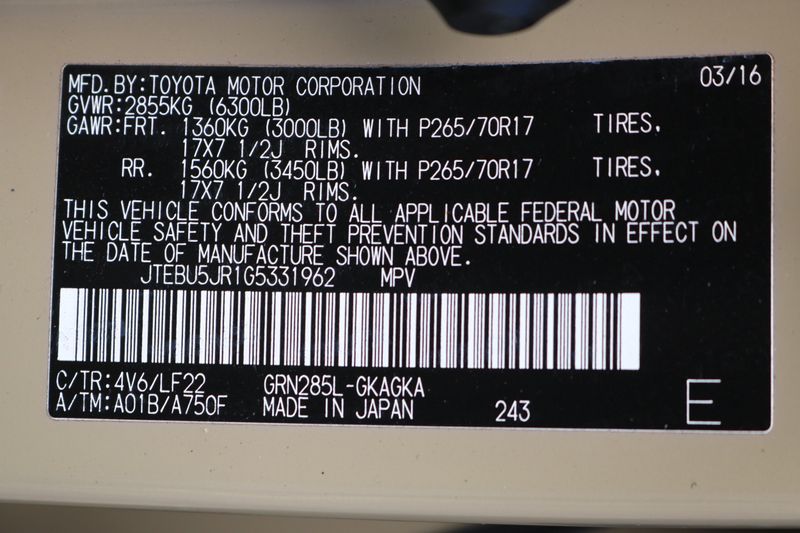 MFD.BY:TOYOTA MOTOR CORPORATION 03/16
GVWR:2855KG (6300LB)
GAWR:FRT. 1360KG (3000LB) WITH P265/70R17 TIRES.
17X7 1/2J RIMS.
RR. 1560KG (3450LB) WITH P265/70R17 TIRES.
17X7 1/2J RIMS.
THIS VEHICLE CONFORMS TO ALL APPLICABLE FEDERAL MOTOR
VEHICLE SAFETY AND THEFT PREVENTION STANDARDS IN EFFECT ON
THE DATE OF MANUFACTURE SHOWN ABOVE.
JTEBU5JR1G5331962 MPV
C/TR:4V6/LF22 GRN285L-GKAGKA
A/TM:A01B/A750F MADE IN JAPAN 243 E